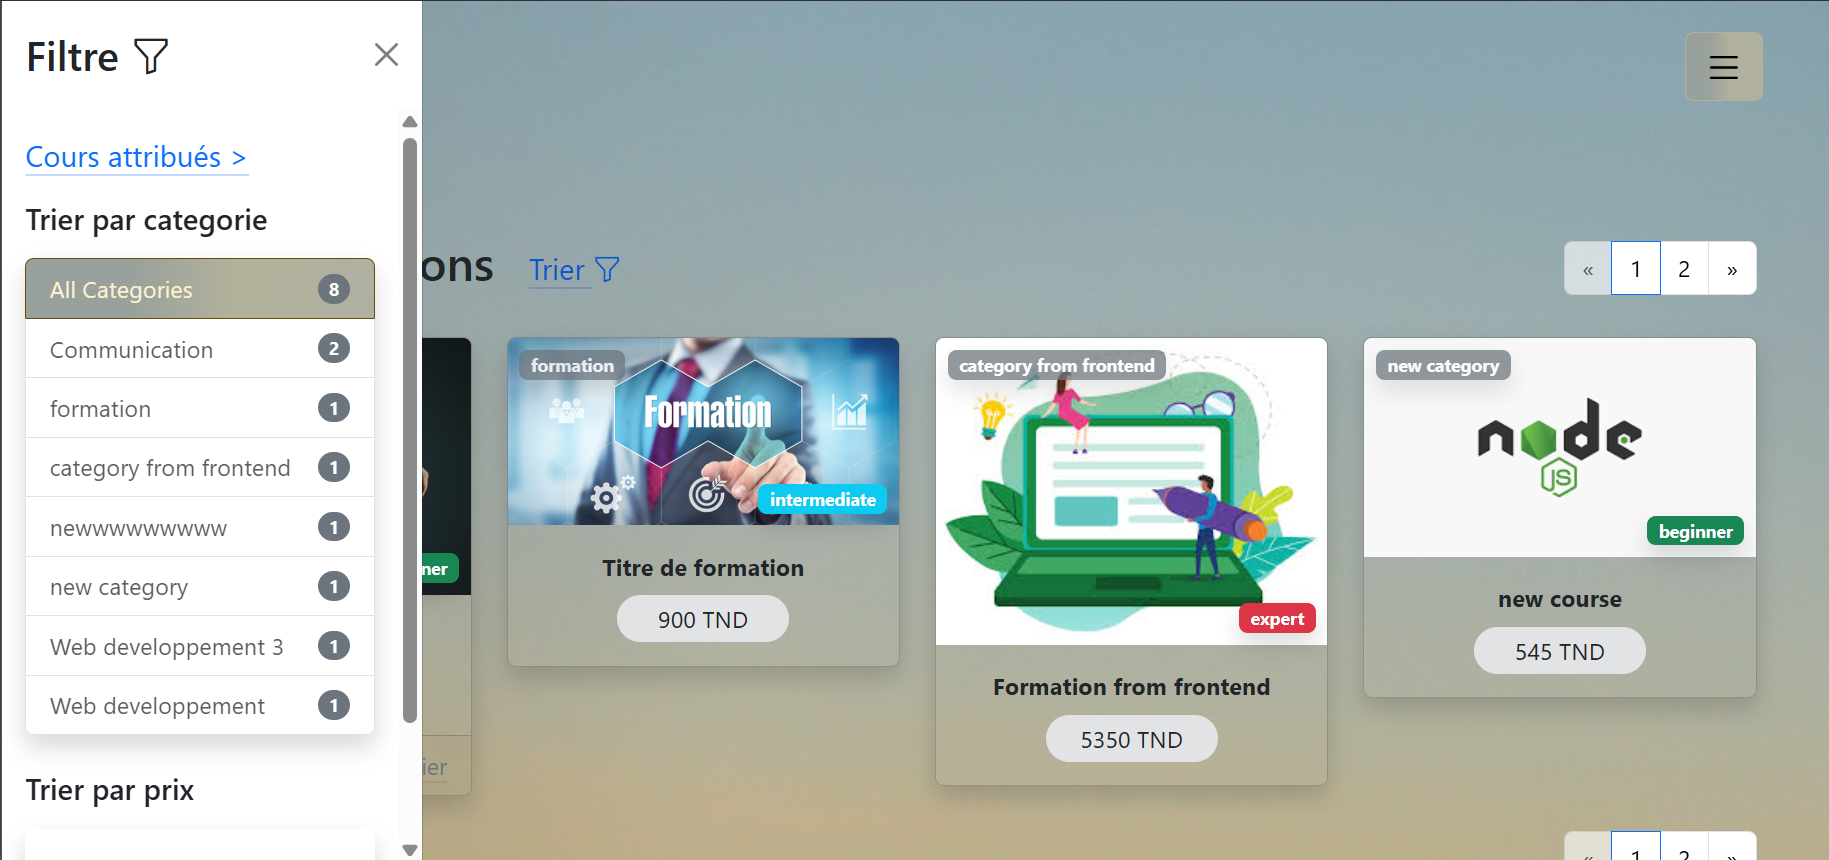 Filtre
Cours attribués >
Trier par categorie
All Categories 8
Communication 2
formation 1
category from frontend 1
newwwwwwwww 1
new category 1
Web developpement 3 1
Web developpement 1
Trier par prix
ons Trier
« 1 2 »
ner
ier
formation
Formation
intermediate
Titre de formation
900 TND
category from frontend
expert
Formation from frontend
5350 TND
new category
node
JS
beginner
new course
545 TND
« 1 2 »